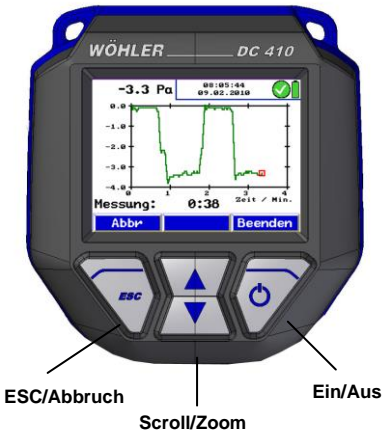 WÖHLER DC 410
-3.3 Pa
08:05:44
09.02.2010
0.0
-1.0
-2.0
-3.0
-4.0
0 1 2 3 4
Zeit / Min.
Messung: 0:38
Abbr Beenden
ESC
ESC/Abbruch
Ein/Aus
Scroll/Zoom